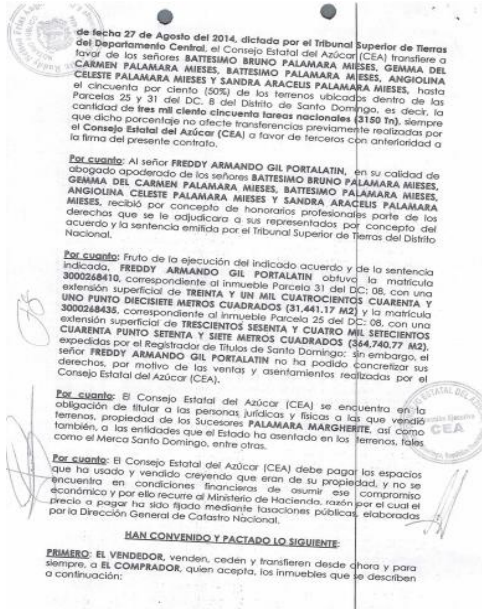 de fecha 27 de Agosto del 2014, dictada por el Tribunal Superior de Tierras
del Departamento Central, el Consejo Estatal del Azúcar (CEA) transfiere a
favor de los señores BATTESIMO BRUNO PALAMARA MIESES, GEMMA DEL
CARMEN PALAMARA MIESES, BATTESIMO PALAMARA MIESES, ANGIOLINA
CELESTE PALAMARA MIESES Y SANDRA ARACELIS PALAMARA MIESES, hasta
el cincuenta por ciento (50%) de los terrenos ubicados dentro de las
Parcelas 25 y 31 del DC. 8 del Distrito de Santo Domingo, es decir, la
cantidad de tres mil ciento cincuenta tareas nacionales (3150 Tn), siempre
que dicho porcentaje no afecte transferencias previamente realizadas por
el Consejo Estatal del Azúcar (CEA) a favor de terceros con anterioridad a
la firma del presente contrato.
Por cuanto: Al señor FREDDY ARMANDO GIL PORTALATIN, en su calidad de
abogado apoderado de los señores BATTESIMO BRUNO PALAMARA MIESES,
GEMMA DEL CARMEN PALAMARA MIESES, BATTESIMO PALAMARA MIESES,
ANGIOLINA CELESTE PALAMARA MIESES Y SANDRA ARACELIS PALAMARA
MIESES, recibió por concepto de honorarios profesionales parte de los
derechos que se le adjudicara a sus representados por concepto del
acuerdo y la sentencia emitida por el Tribunal Superior de Tierras del Distrito
Nacional.
Por cuanto: Fruto de la ejecución del indicado acuerdo y de la sentencia
indicada, FREDDY ARMANDO GIL PORTALATIN obtuvo la matrícula
3000268410, correspondiente al inmueble Parcela 31 del DC: 08, con una
extensión superficial de TREINTA Y UN MIL CUATROCIENTOS CUARENTA Y
UNO PUNTO DIECISIETE METROS CUADRADOS (31,441.17 M2) y la matrícula
3000268435, correspondiente al inmueble Parcela 25 del DC: 08, con una
extensión superficial de TRESCIENTOS SESENTA Y CUATRO MIL SETECIENTOS
CUARENTA PUNTO SETENTA Y SIETE METROS CUADRADOS (364,740.77 M2),
expedidas por el Registrador de Títulos de Santo Domingo; sin embargo, el
señor FREDDY ARMANDO GIL PORTALATIN no ha podido concretizar sus
derechos, por motivo de las ventas y asentamientos realizadas por el
Consejo Estatal del Azúcar (CEA).
Por cuanto: El Consejo Estatal del Azúcar (CEA) se encuentra en la
obligación de titular a las personas jurídicas y físicas a las que vendió
terrenos, propiedad de los Sucesores PALAMARA MARGHERITE, así como
también, a las entidades que el Estado ha asentado en los terrenos, tales
como el Merca Santo Domingo, entre otras.
Por cuanto: El Consejo Estatal del Azúcar (CEA) debe pagar los espacios
que ha usado y vendido creyendo que eran de su propiedad, y no se
encuentra en condiciones financieras de asumir ese compromiso
económico y por ello recurre al Ministerio de Hacienda, razón por el cual el
precio a pagar ha sido fijado mediante tasaciones públicas, elaboradas
por la Dirección General de Catastro Nacional.
HAN CONVENIDO Y PACTADO LO SIGUIENTE:
PRIMERO: EL VENDEDOR, venden, ceden y transfieren desde ahora y para
siempre, a EL COMPRADOR, quien acepta, los inmuebles que se describen
a continuación:
CEA